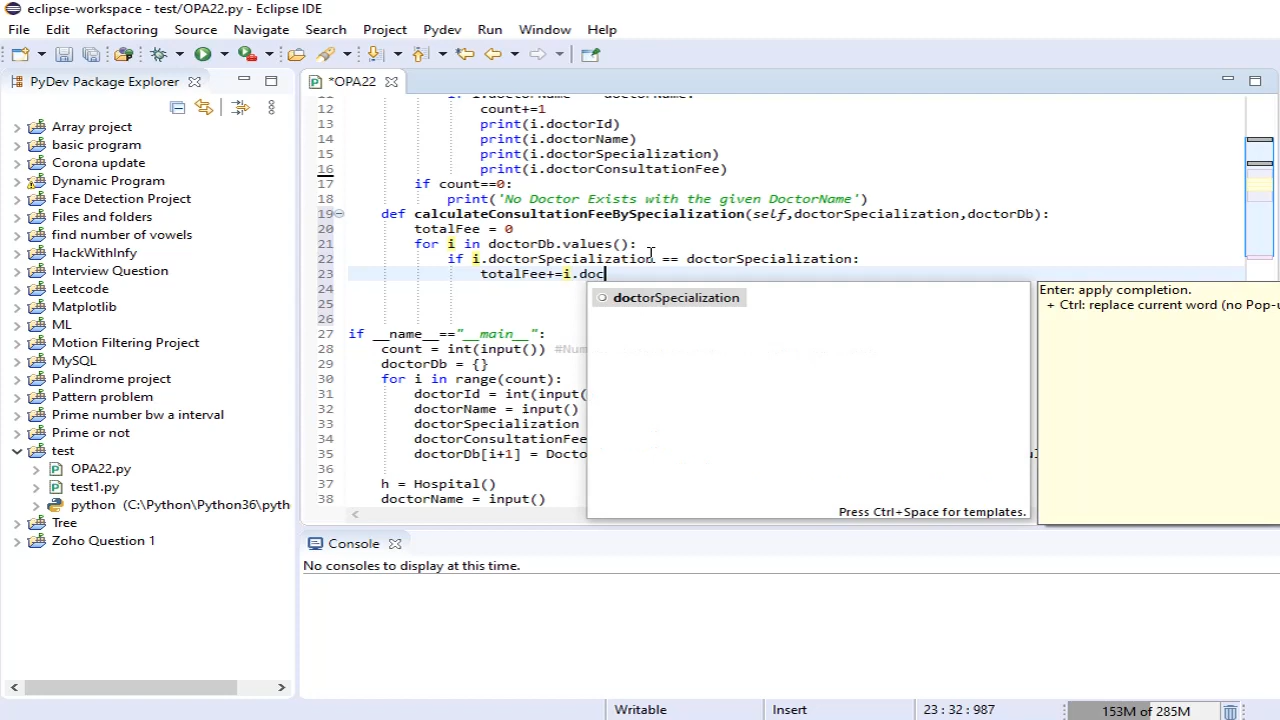 eclipse-workspace - test/OPA22.py - Eclipse IDE
File Edit Refactoring Source Navigate Search Project Pydev Run Window Help
PyDev Package Explorer
Array project
basic program
Corona update
Dynamic Program
Face Detection Project
Files and folders
find number of vowels
HackWithInfy
Interview Question
Leetcode
Matplotlib
ML
Motion Filtering Project
MySQL
Palindrome project
Pattern problem
Prime number bw a interval
Prime or not
test
OPA22.py
test1.py
python (C:\Python\Python36\pyth
Tree
Zoho Question 1
*OPA22
12 count+=1
13 print(i.doctorId)
14 print(i.doctorName)
15 print(i.doctorSpecialization)
16 print(i.doctorConsultationFee)
17 if count==0:
18 print('No Doctor Exists with the given DoctorName')
19 def calculateConsultationFeeBySpecialization(self,doctorSpecialization,doctorDb):
20 totalFee = 0
21 for i in doctorDb.values():
22 if i.doctorSpecialization == doctorSpecialization:
23 totalFee+=i.doc
24
25
26
27 if __name__=="__main__":
28 count = int(input()) #Num
29 doctorDb = {}
30 for i in range(count):
31 doctorId = int(input(
32 doctorName = input()
33 doctorSpecialization
34 doctorConsultationFee
35 doctorDb[i+1] = Docto
36
37 h = Hospital()
38 doctorName = input()
doctorSpecialization
Press Ctrl+Space for templates.
Enter: apply completion.
+ Ctrl: replace current word (no Pop-
Console
No consoles to display at this time.
Writable Insert 23 : 32 : 987 153M of 285M